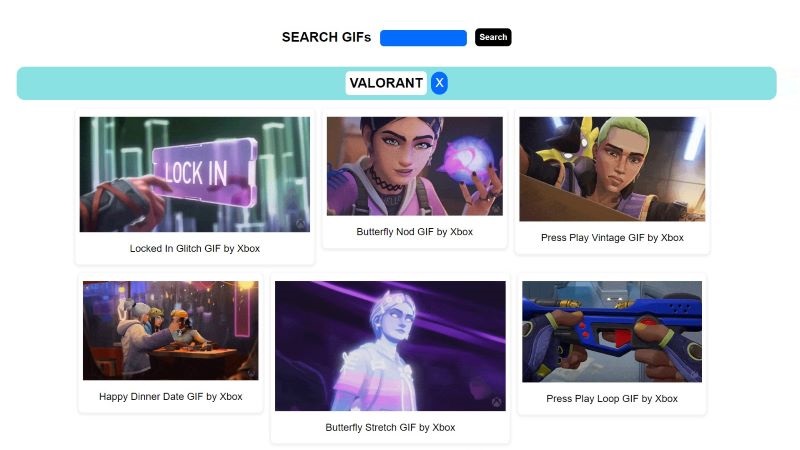 SEARCH GIFs
Search
VALORANT X
LOCK IN
Locked In Glitch GIF by Xbox
Butterfly Nod GIF by Xbox
Press Play Vintage GIF by Xbox
Happy Dinner Date GIF by Xbox
Butterfly Stretch GIF by Xbox
Press Play Loop GIF by Xbox